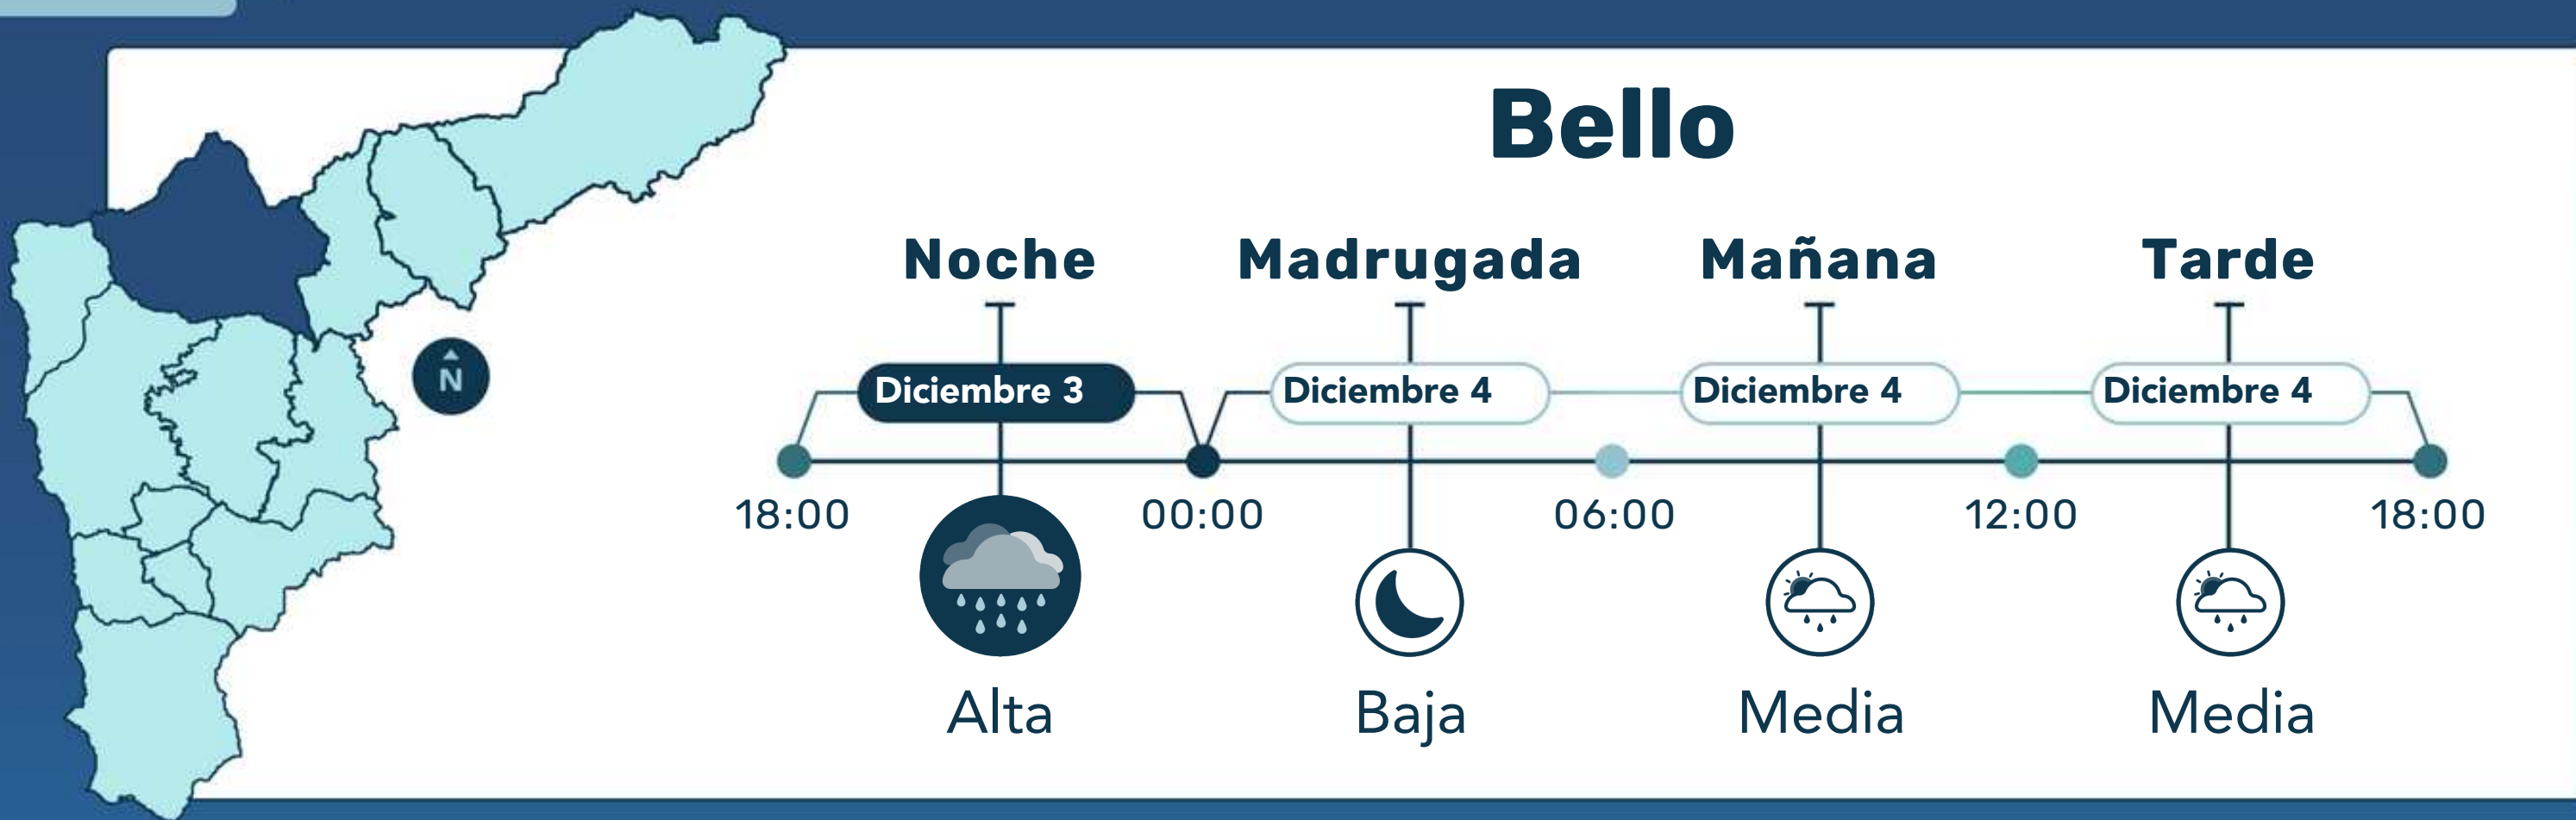 Bello
Noche Madrugada Mañana Tarde
Diciembre 3 Diciembre 4 Diciembre 4 Diciembre 4
N
18:00 00:00 06:00 12:00 18:00
Alta Baja Media Media